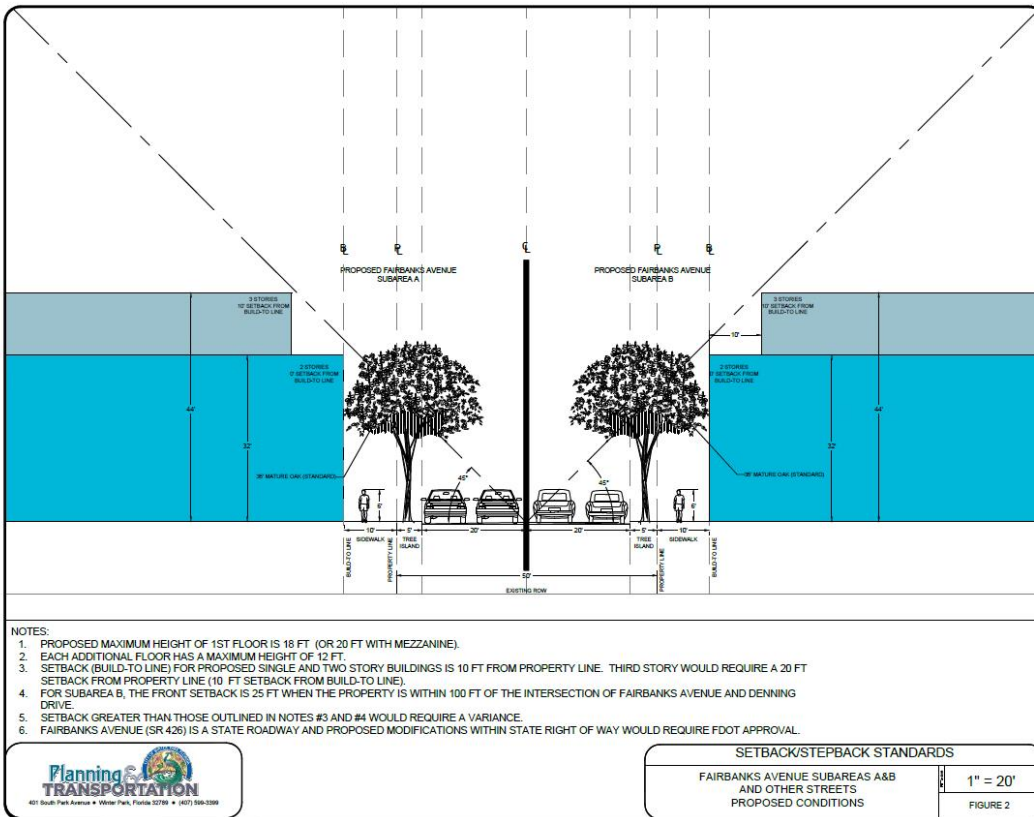 B
L
P
L
C
L
P
L
B
L
PROPOSED FAIRBANKS AVENUE
SUBAREA A
PROPOSED FAIRBANKS AVENUE
SUBAREA B
3 STORIES
10' SETBACK FROM
BUILD-TO LINE
3 STORIES
10' SETBACK FROM
BUILD-TO LINE
10'
2 STORIES
0' SETBACK FROM
BUILD-TO LINE
2 STORIES
0' SETBACK FROM
BUILD-TO LINE
44'
44'
32'
32'
MATURE OAK (STANDARD)
MATURE OAK (STANDARD)
45°
45°
6'
6'
10'
5'
20'
20'
5'
10'
SIDEWALK
TREE
ISLAND
TREE
ISLAND
SIDEWALK
BUILD-TO LINE
PROPERTY LINE
PROPERTY LINE
BUILD-TO LINE
50'
EXISTING ROW
NOTES:
1. PROPOSED MAXIMUM HEIGHT OF 1ST FLOOR IS 18 FT (OR 20 FT WITH MEZZANINE).
2. EACH ADDITIONAL FLOOR HAS A MAXIMUM HEIGHT OF 12 FT.
3. SETBACK (BUILD-TO LINE) FOR PROPOSED SINGLE AND TWO STORY BUILDINGS IS 10 FT FROM PROPERTY LINE. THIRD STORY WOULD REQUIRE A 20 FT
SETBACK FROM PROPERTY LINE (10 FT SETBACK FROM BUILD-TO LINE).
4. FOR SUBAREA B, THE FRONT SETBACK IS 25 FT WHEN THE PROPERTY IS WITHIN 100 FT OF THE INTERSECTION OF FAIRBANKS AVENUE AND DENNING
DRIVE.
5. SETBACK GREATER THAN THOSE OUTLINED IN NOTES #3 AND #4 WOULD REQUIRE A VARIANCE.
6. FAIRBANKS AVENUE (SR 426) IS A STATE ROADWAY AND PROPOSED MODIFICATIONS WITHIN STATE RIGHT OF WAY WOULD REQUIRE FDOT APPROVAL.
Planning &
TRANSPORTATION
401 South Park Avenue ♦ Winter Park, Florida 32789 ♦ (407) 599-3399
SETBACK/STEPBACK STANDARDS
FAIRBANKS AVENUE SUBAREAS A&B
AND OTHER STREETS
PROPOSED CONDITIONS
1" = 20'
FIGURE 2